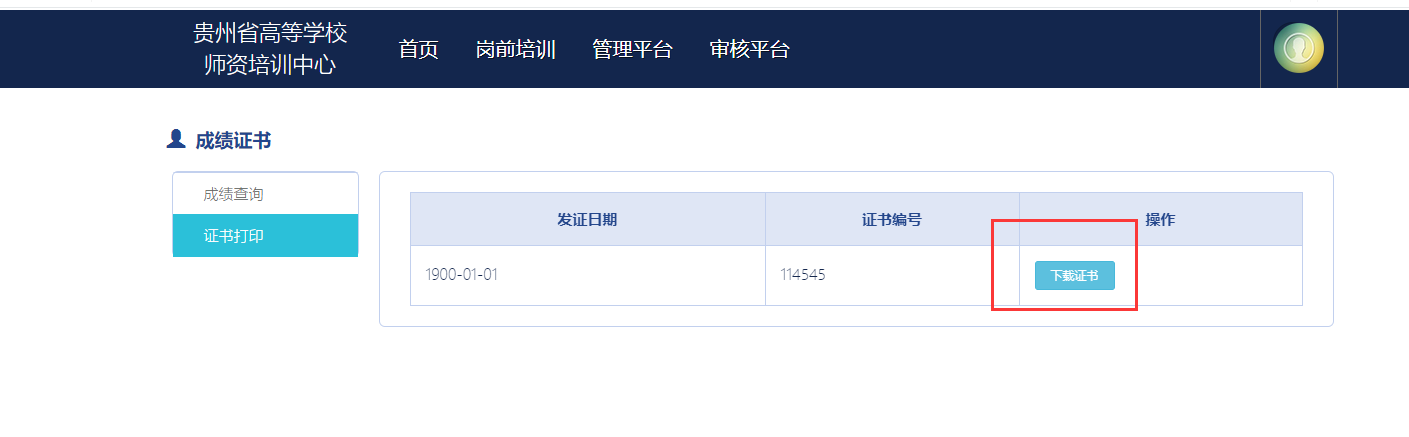 贵州省高等学校
师资培训中心
首页 岗前培训 管理平台 审核平台
成绩证书
成绩查询
证书打印
发证日期 证书编号 操作
1900-01-01 114545 下载证书